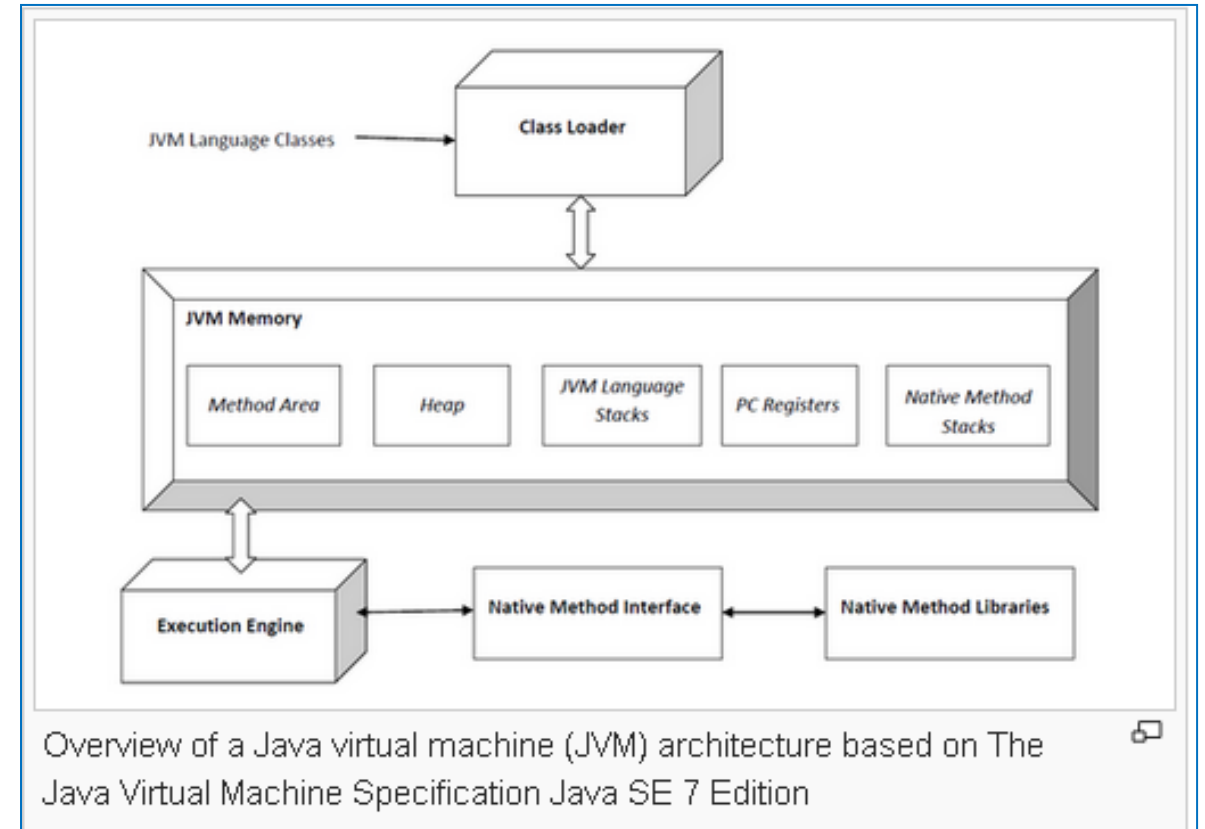 Class Loader
JVM Language Classes
JVM Memory
Method Area
Heap
JVM Language
Stacks
PC Registers
Native Method
Stacks
Execution Engine
Native Method Interface
Native Method Libraries
Overview of a Java virtual machine (JVM) architecture based on The
Java Virtual Machine Specification Java SE 7 Edition